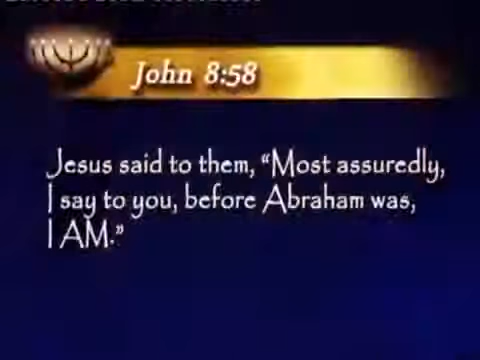 John 8:58
Jesus said to them, “Most assuredly,
I say to you, before Abraham was,
I AM.”